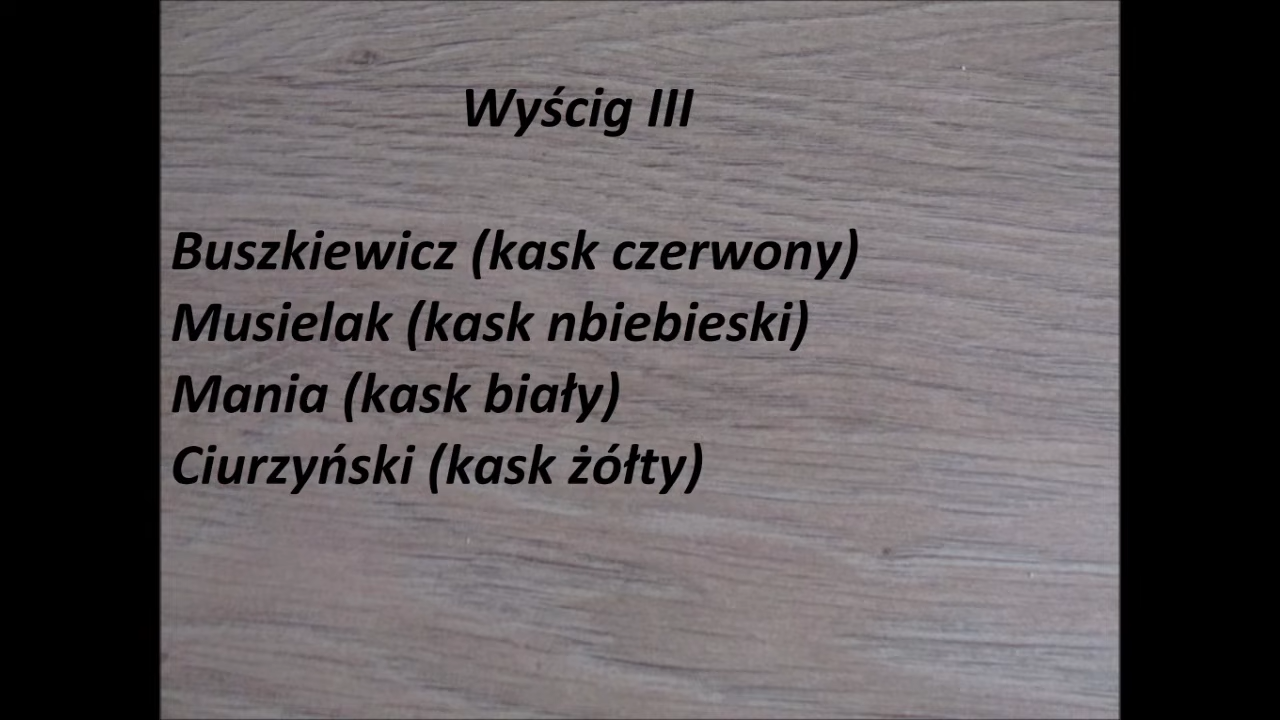 Wyścig III
Buszkiewicz (kask czerwony)
Musielak (kask nbiebieski)
Mania (kask biały)
Ciurzyński (kask żółty)